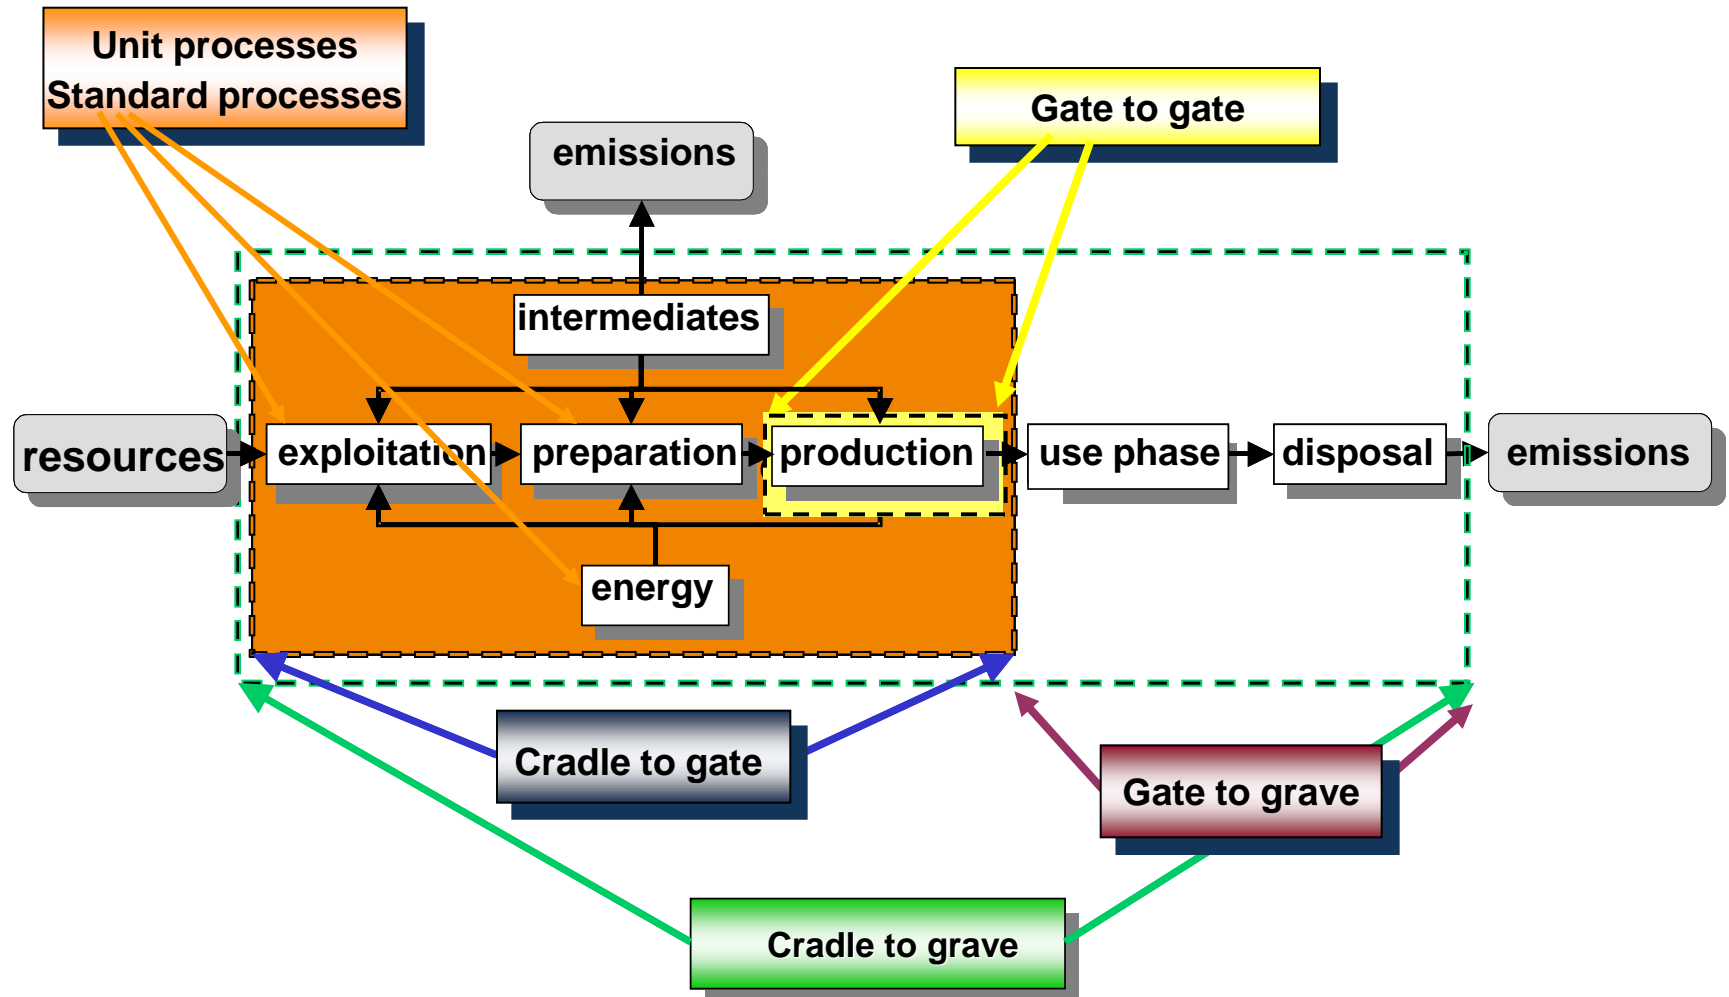 Unit processes
Standard processes
Gate to gate
emissions
intermediates
resources
exploitation
preparation
production
use phase
disposal
emissions
energy
Cradle to gate
Gate to grave
Cradle to grave